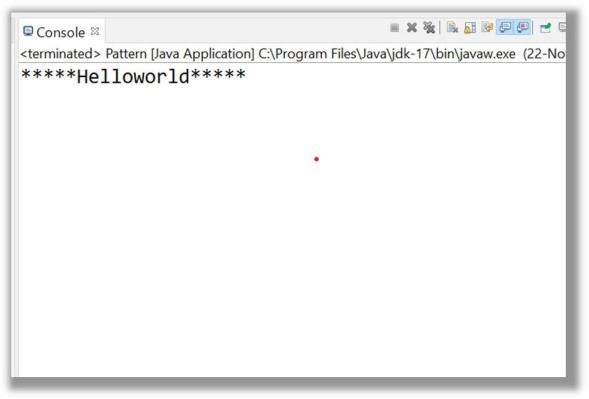 Console
<terminated> Pattern [Java Application] C:\Program Files\Java\jdk-17\bin\javaw.exe (22-No
*****Helloworld*****